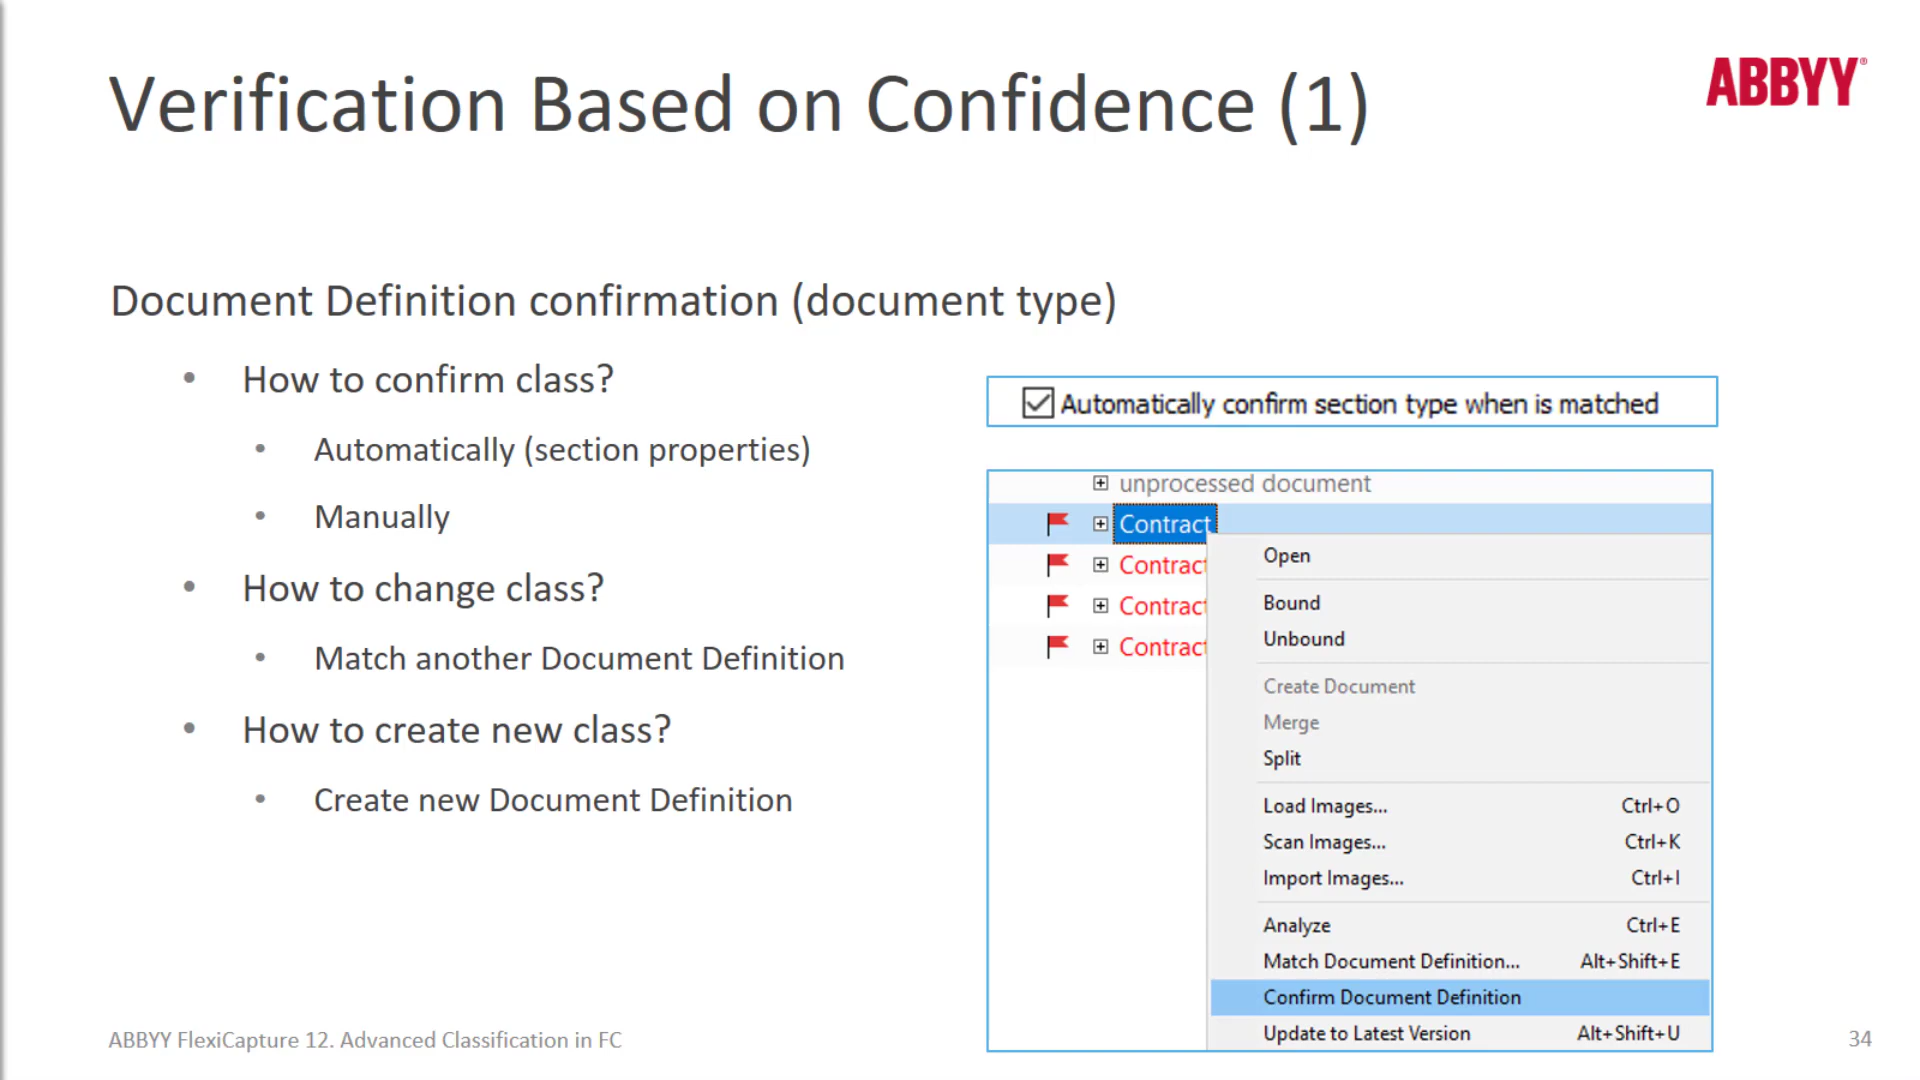 Verification Based on Confidence (1)
ABBYY®
Document Definition confirmation (document type)
• How to confirm class?
• Automatically (section properties)
• Manually
• How to change class?
• Match another Document Definition
• How to create new class?
• Create new Document Definition
Automatically confirm section type when is matched
unprocessed document
Contract
Contract
Contract
Contract
Open
Bound
Unbound
Create Document
Merge
Split
Load Images... Ctrl+O
Scan Images... Ctrl+K
Import Images... Ctrl+I
Analyze Ctrl+E
Match Document Definition... Alt+Shift+E
Confirm Document Definition
Update to Latest Version Alt+Shift+U
ABBYY FlexiCapture 12. Advanced Classification in FC
34